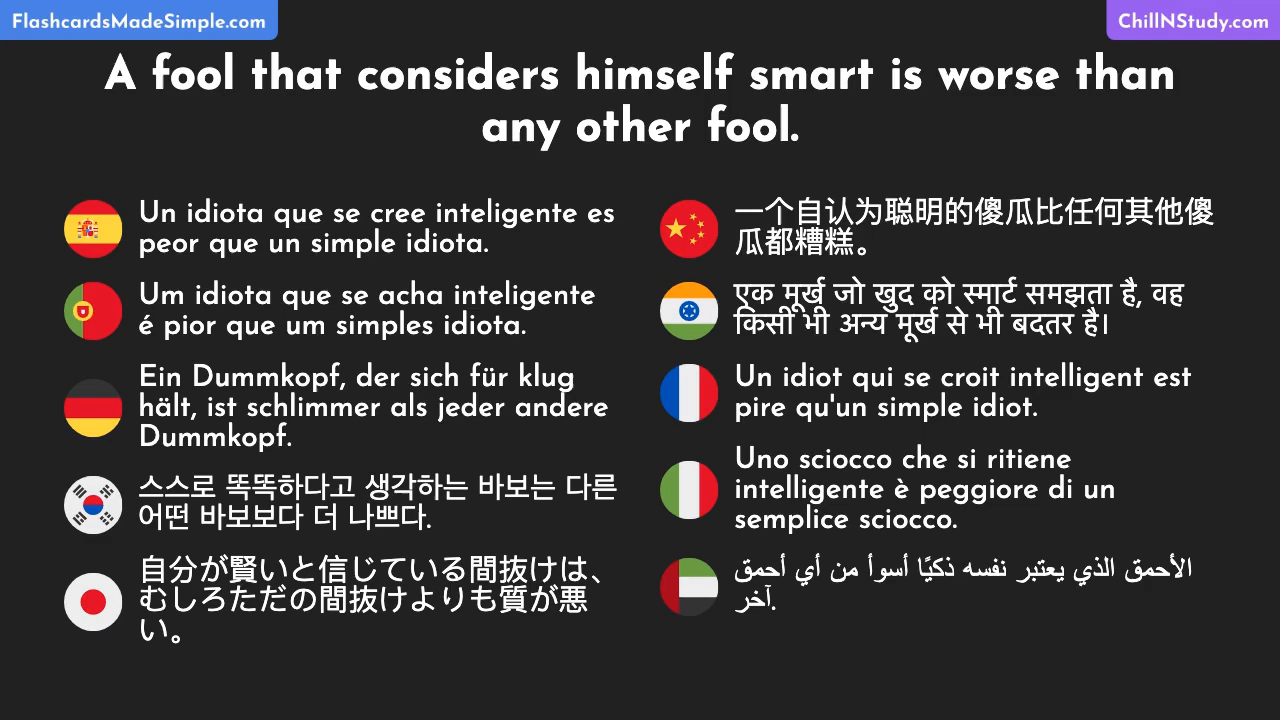 FlashcardsMadeSimple.com
ChillNStudy.com
A fool that considers himself smart is worse than
any other fool.
Un idiota que se cree inteligente es
peor que un simple idiota.
Um idiota que se acha inteligente
é pior que um simples idiota.
Ein Dummkopf, der sich für klug
hält, ist schlimmer als jeder andere
Dummkopf.
스스로 똑똑하다고 생각하는 바보는 다른
어떤 바보보다 더 나쁘다.
自分が賢いと信じている間抜けは、
むしろただの間抜けよりも質が悪
い。
一个自认为聪明的傻瓜比任何其他傻
瓜都糟糕。
एक मूर्ख जो खुद को स्मार्ट समझता है, वह
किसी भी अन्य मूर्ख से भी बदतर है।
Un idiot qui se croit intelligent est
pire qu'un simple idiot.
Uno sciocco che si ritiene
intelligente è peggiore di un
semplice sciocco.
الأحمق الذي يعتبر نفسه ذكيًا أسوأ من أي أحمق
آخر.